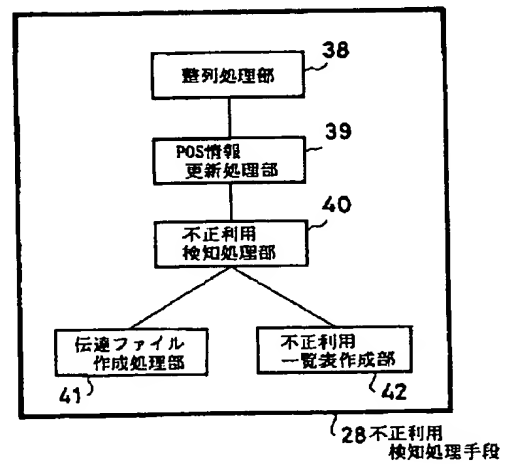 整列処理部
38
POS情報
更新処理部
39
不正利用
検知処理部
40
伝達ファイル
作成処理部
41
不正利用
一覧表作成部
42
28 不正利用
検知処理手段